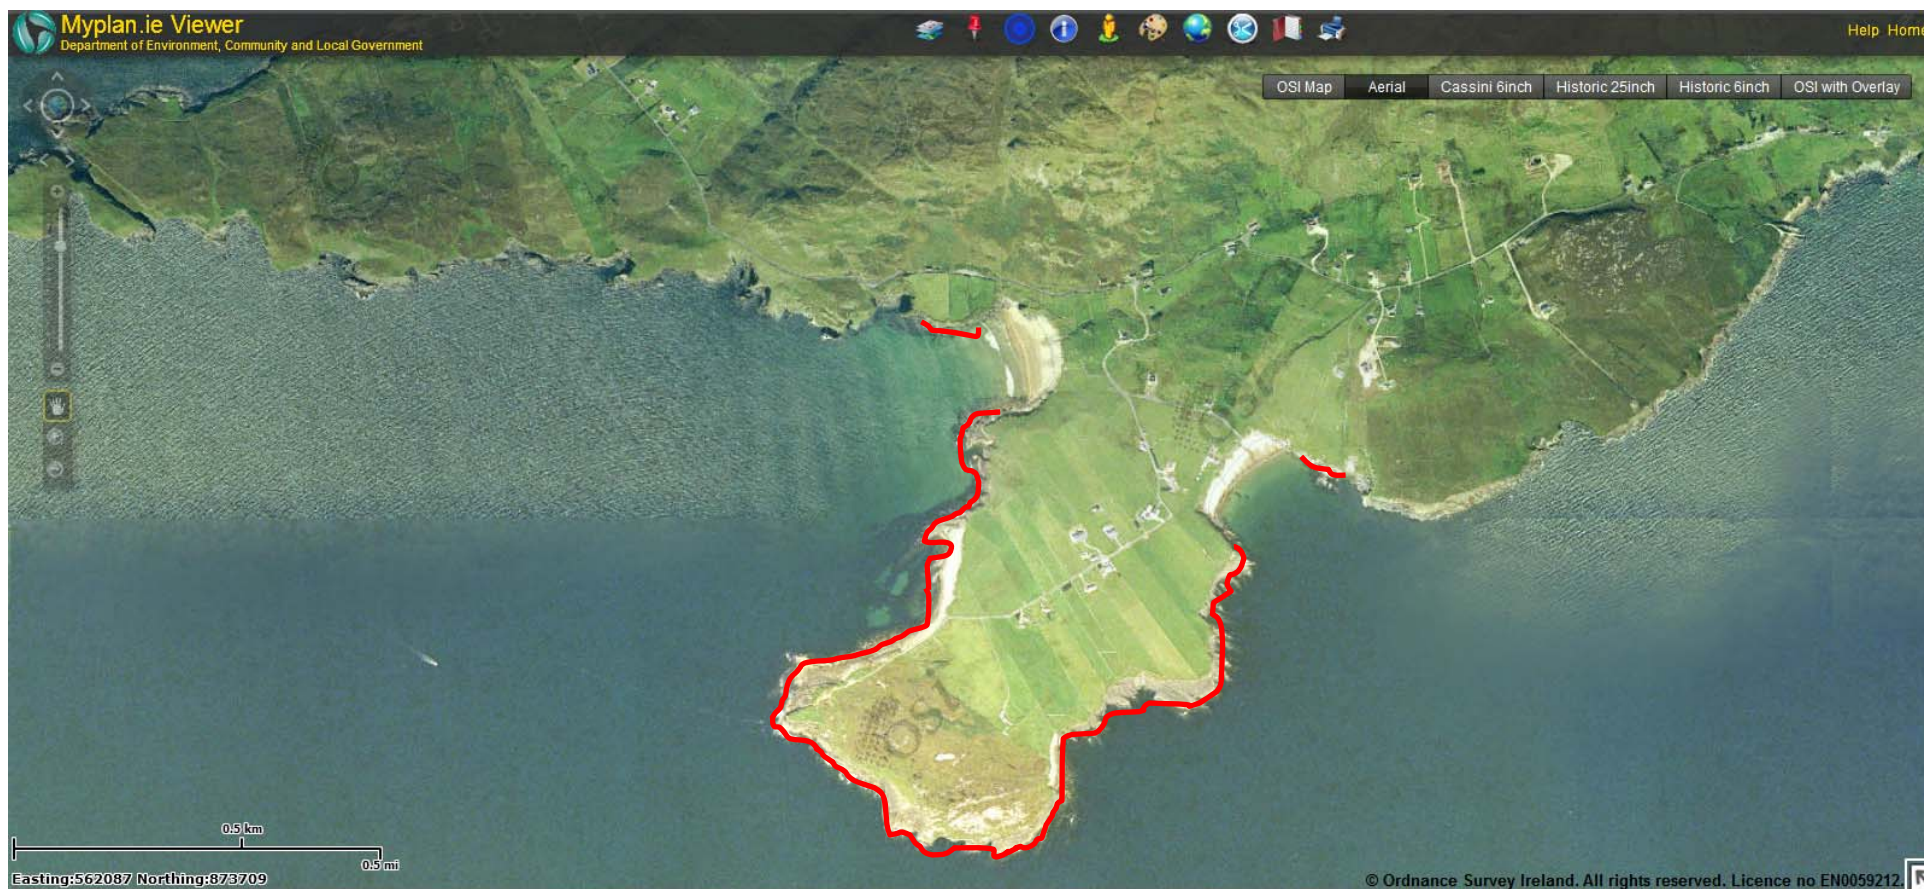 Myplan.ie Viewer
Department of Environment, Community and Local Government
Help Home
OSI Map Aerial Cassini 6inch Historic 25inch Historic 6inch OSI with Overlay
OSi
0.5 km
0.5 mi
Easting:562087 Northing:873709
© Ordnance Survey Ireland. All rights reserved. Licence no EN0059212.